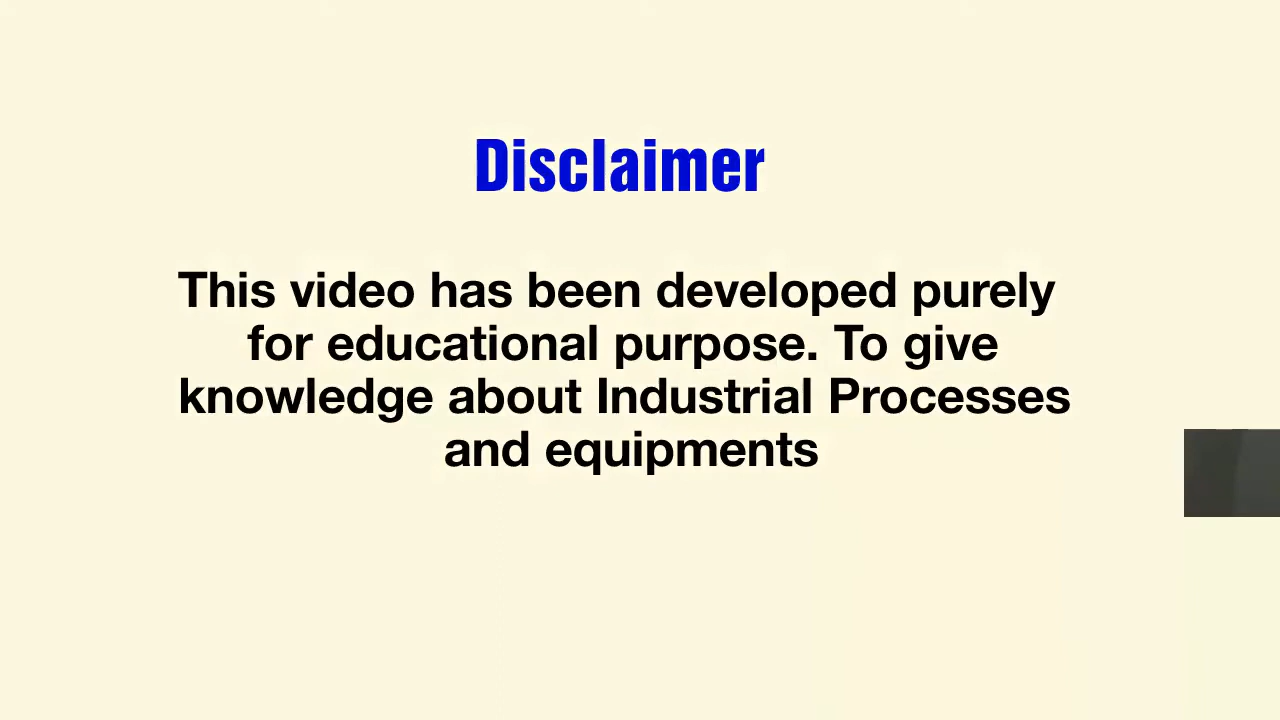 Disclaimer
This video has been developed purely
for educational purpose. To give
knowledge about Industrial Processes
and equipments